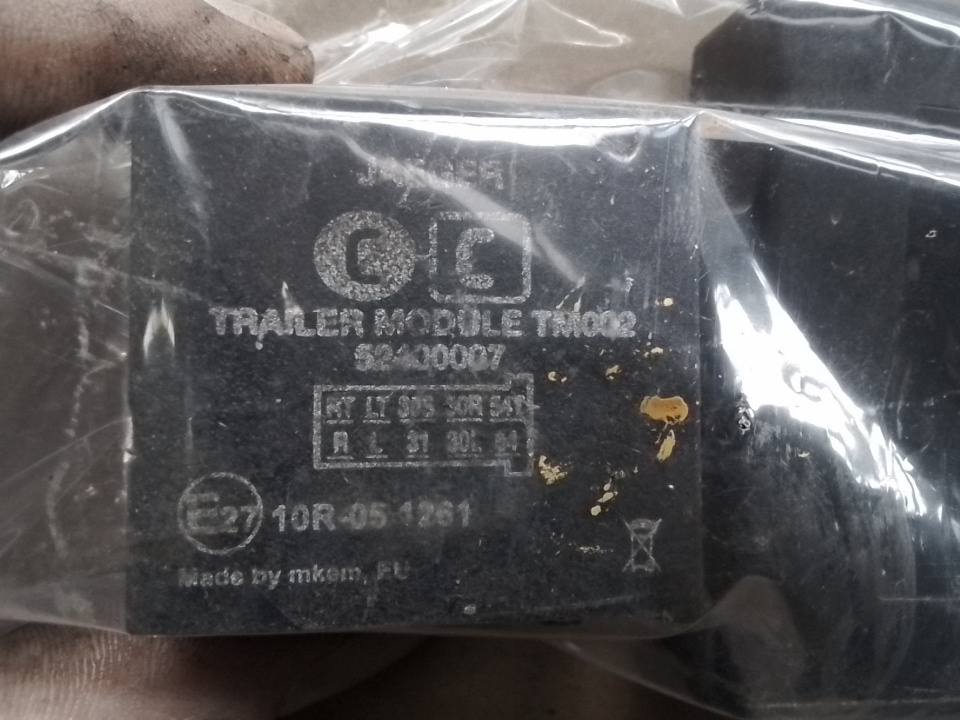 TRAILER MODULE TM002
52400007
RT LT 30R 54T
R L 31 30L 54
E27 10R-05 1261
Made by mkem, EU